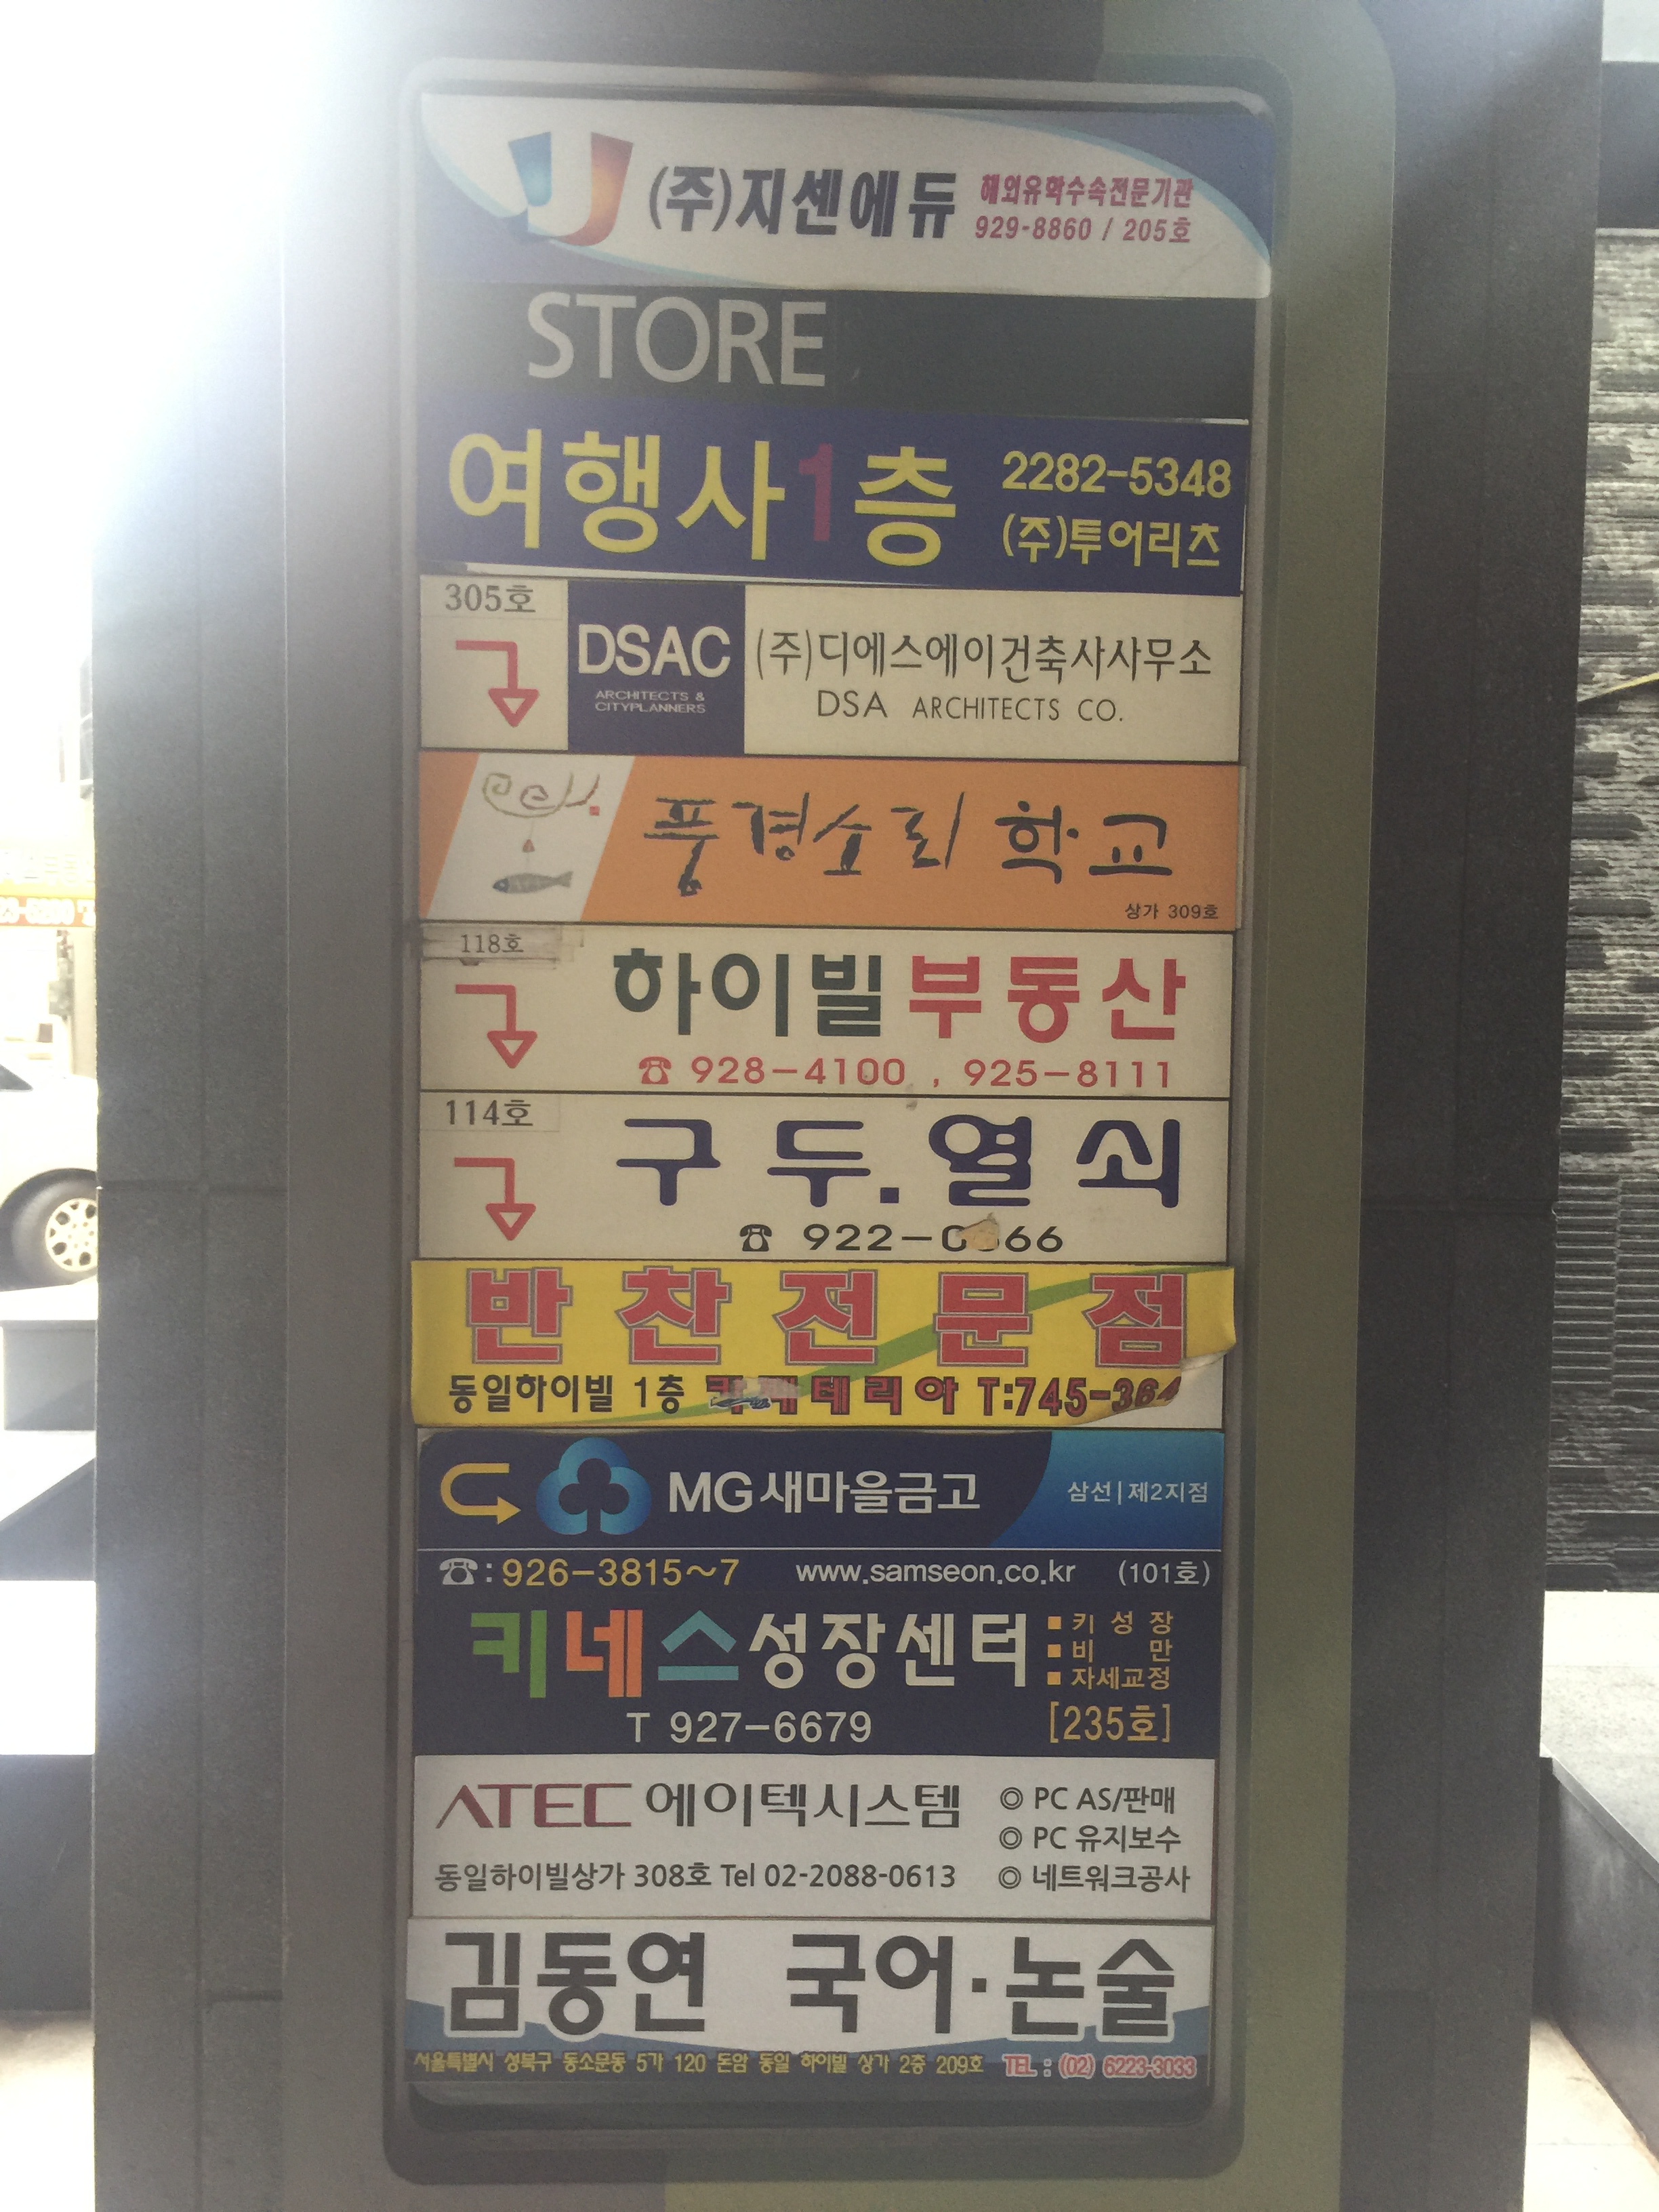 (주)지센에듀
해외유학수속전문기관
929-8860 / 205호
STORE
여행사1층
2282-5348
(주)투어리츠
305호
DSAC
ARCHITECTS &
CITYPLANNERS
(주)디에스에이건축사사무소
DSA ARCHITECTS CO.
풍경소리 학교
상가 309호
118호
하이빌부동산
☎ 928-4100 , 925-8111
114호
구두.열쇠
☎
반찬전문점
동일하이빌 1층
MG새마을금고
삼선|제2지점
☎:926-3815~7 www.samseon.co.kr (101호)
키네스성장센터
■ 키성장
■ 비만
■ 자세교정
T 927-6679
[235호]
ATEC 에이텍시스템
동일하이빌상가 308호 Tel 02-2088-0613
◎ PC AS/판매
◎ PC 유지보수
◎ 네트워크공사
김동연 국어·논술
서울특별시 성북구 동소문동 5가 120 돈암 동일 하이빌 상가 2층 209호 TEL : (02) 6223-3033